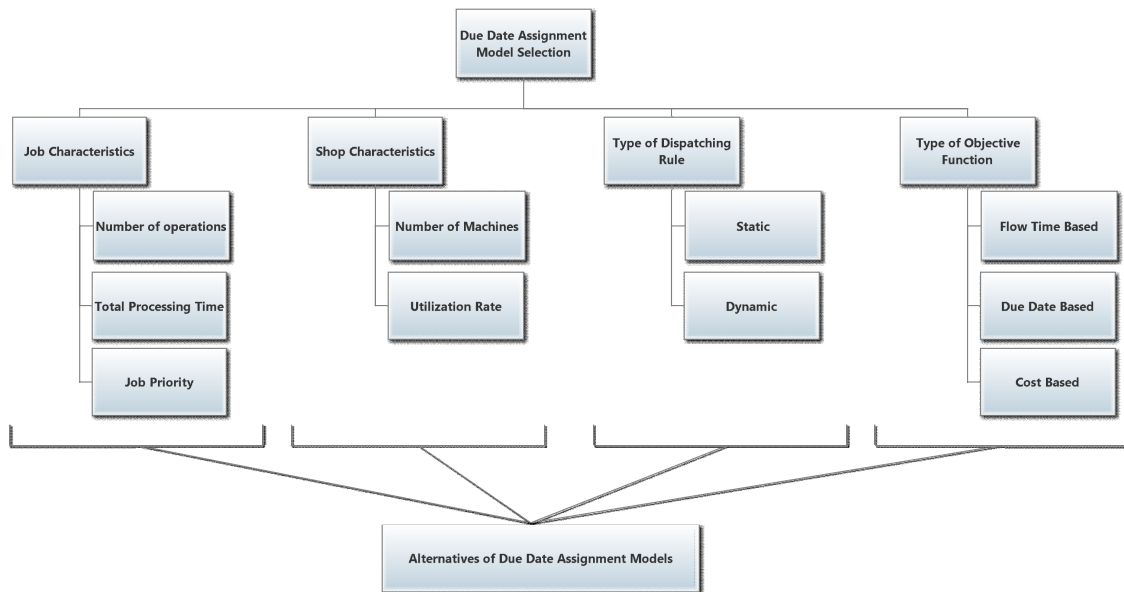 Due Date Assignment
Model Selection
Job Characteristics
Number of operations
Total Processing Time
Job Priority
Shop Characteristics
Number of Machines
Utilization Rate
Type of Dispatching
Rule
Static
Dynamic
Type of Objective
Function
Flow Time Based
Due Date Based
Cost Based
Alternatives of Due Date Assignment Models